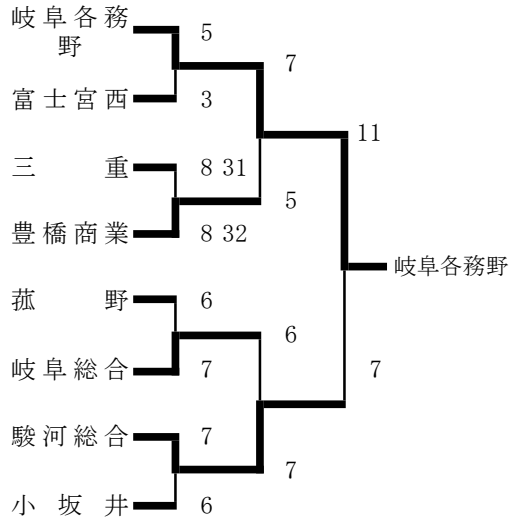 岐阜各務
野
5
7
富士宮西
3
11
三　　重
8 31
5
豊橋商業
8 32
岐阜各務野
菰　　野
6
6
岐阜総合
7
7
駿河総合
7
7
小坂井
6